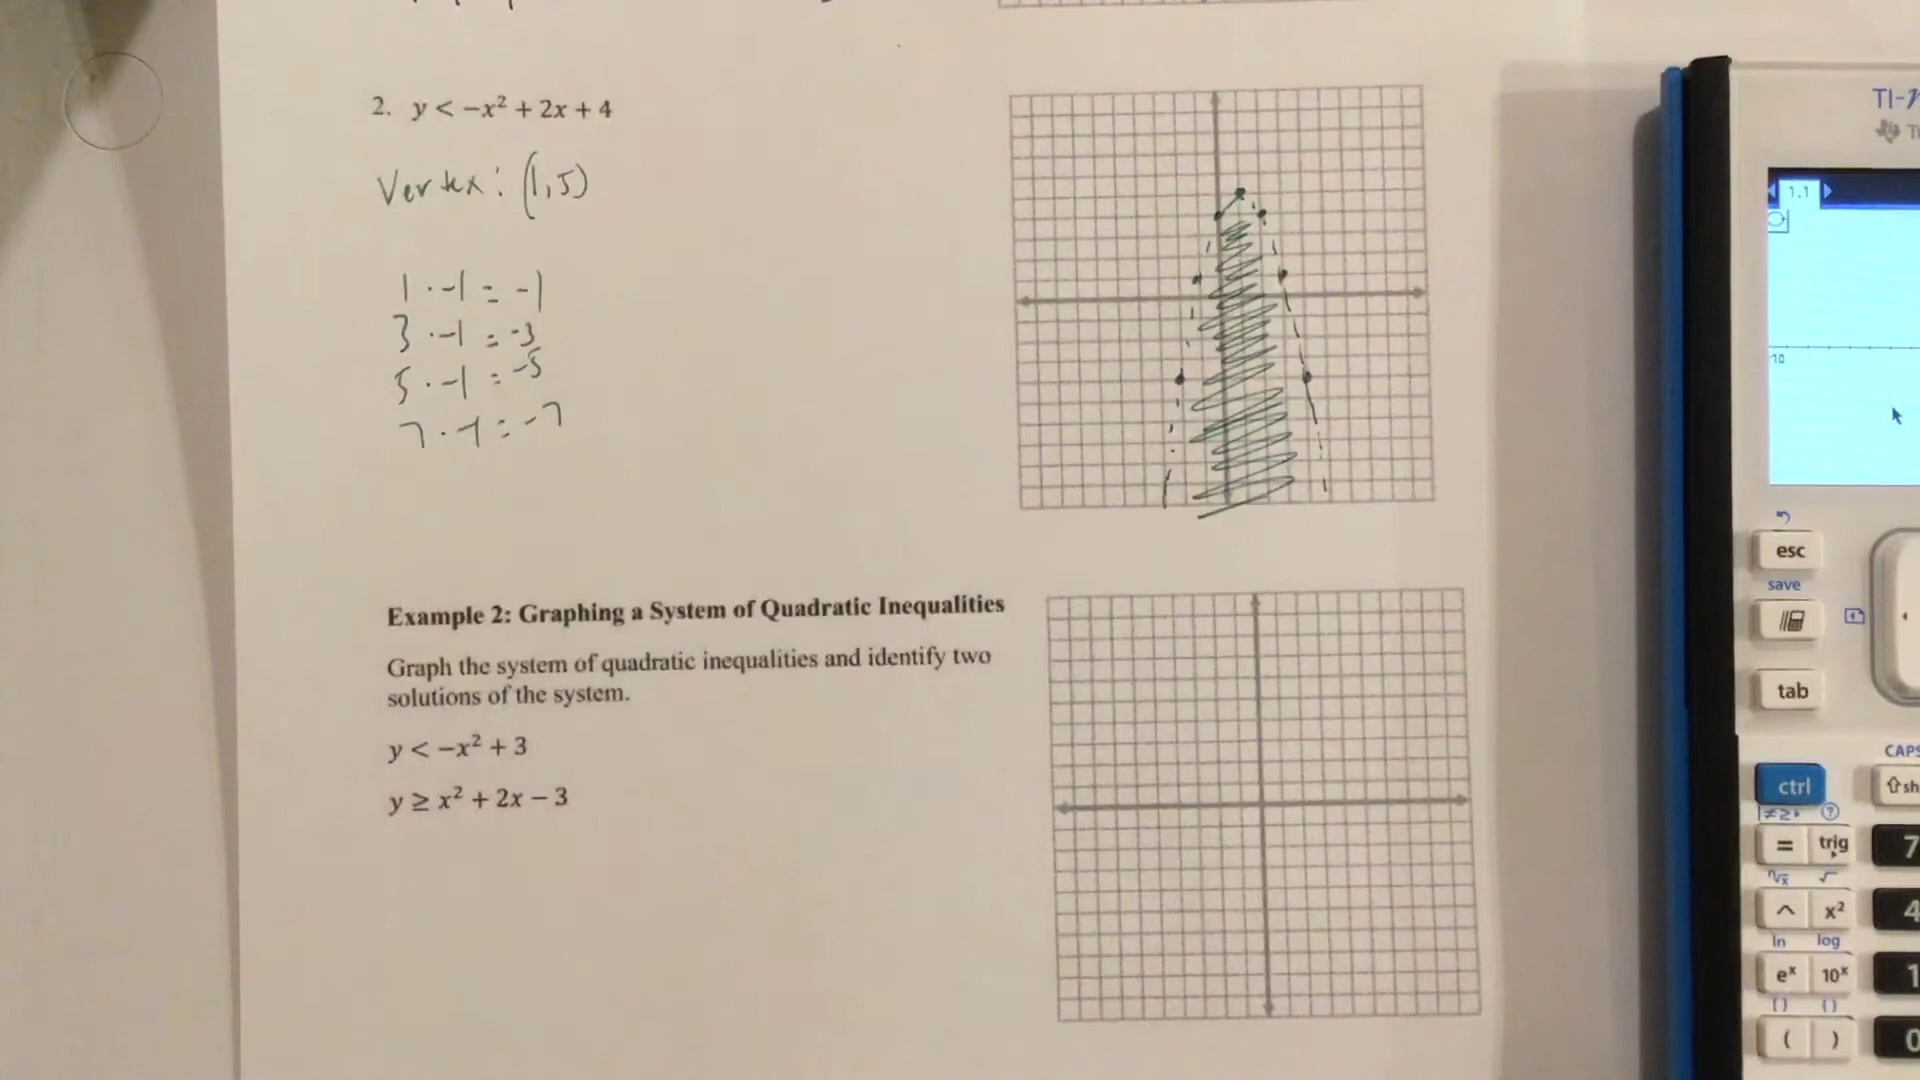 2. y < −x² + 2x + 4
Vertex: (1,5)
1 · -1 = -1
3 · -1 = -3
5 · -1 = -5
7 · -1 = -7
Example 2: Graphing a System of Quadratic Inequalities
Graph the system of quadratic inequalities and identify two
solutions of the system.
y < −x² + 3
y ≥ x² + 2x − 3
TI-
1.1
-10
esc
save
tab
CAPS
ctrl
⇧sh
≠≥▸ ?
= trig 7
ⁿ√x √
^ x² 4
ln log
eˣ 10ˣ 1
[ ] { }
( ) 0